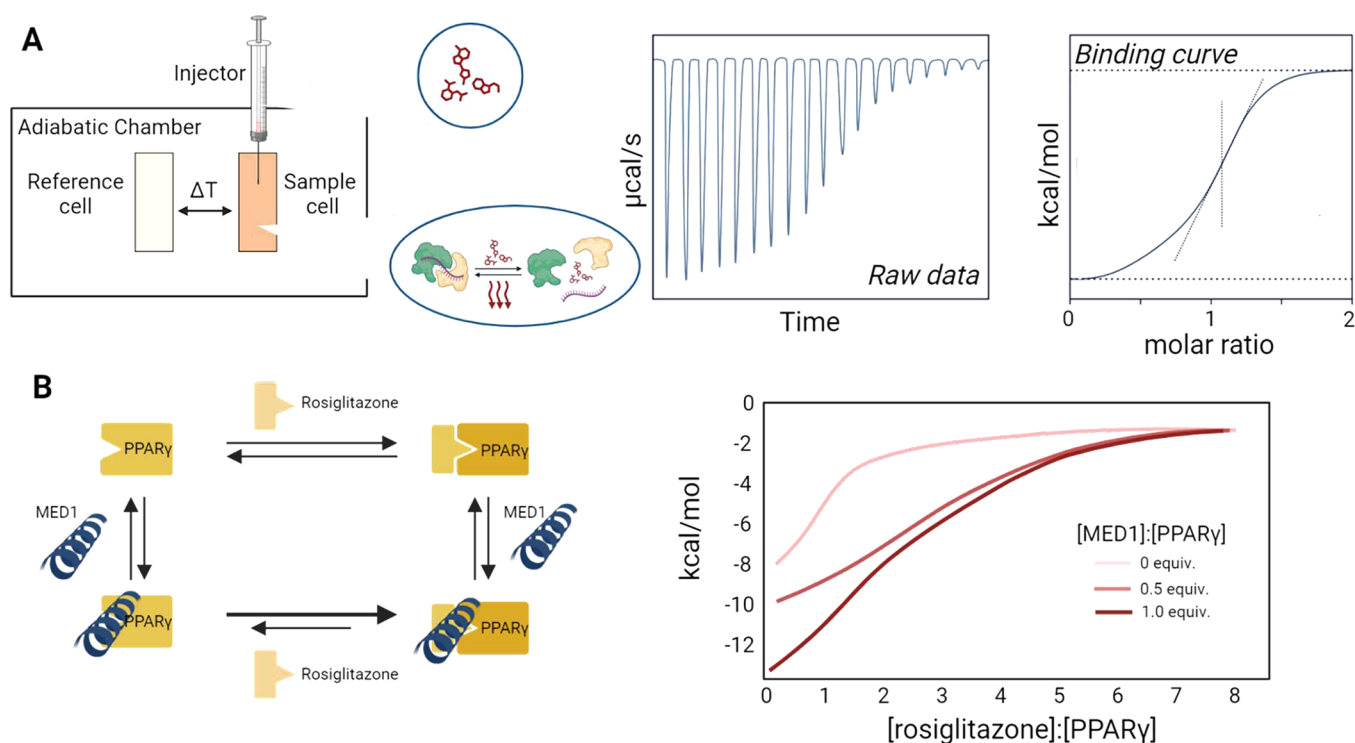 A
Injector
Adiabatic Chamber
Reference
cell
ΔT
Sample
cell
μcal/s
Raw data
Time
Binding curve
kcal/mol
0
1
2
molar ratio
B
Rosiglitazone
PPARγ
PPARγ
MED1
MED1
PPARγ
PPARγ
Rosiglitazone
0
-2
-4
-6
-8
-10
-12
kcal/mol
[MED1]:[PPARγ]
0 equiv.
0.5 equiv.
1.0 equiv.
0 1 2 3 4 5 6 7 8
[rosiglitazone]:[PPARγ]